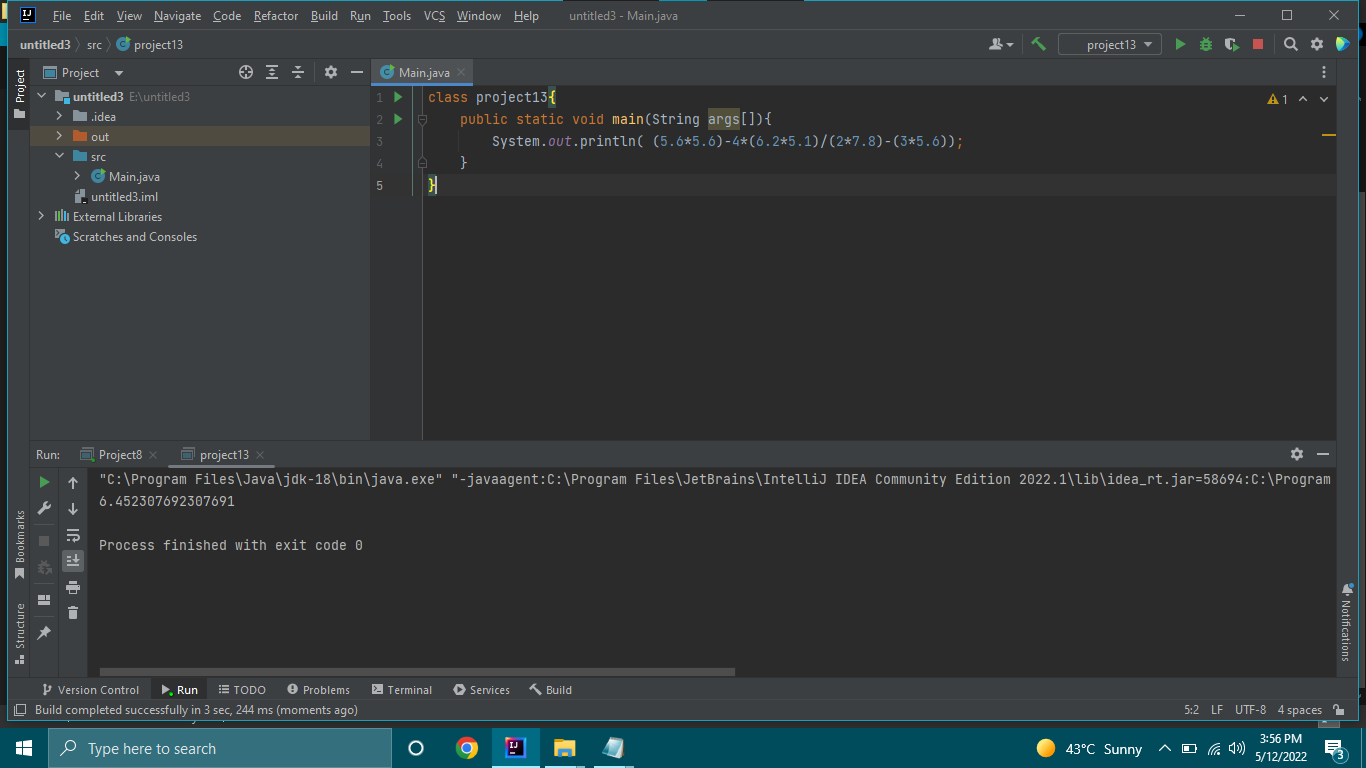 File Edit View Navigate Code Refactor Build Run Tools VCS Window Help untitled3 - Main.java
untitled3 src project13 project13
Project
Project
Main.java
untitled3 E:\untitled3
.idea
out
src
Main.java
untitled3.iml
External Libraries
Scratches and Consoles
1 class project13{
2 public static void main(String args[]){
3 System.out.println( (5.6*5.6)-4*(6.2*5.1)/(2*7.8)-(3*5.6));
4 }
5 }
1
Run: Project8 project13
"C:\Program Files\Java\jdk-18\bin\java.exe" "-javaagent:C:\Program Files\JetBrains\IntelliJ IDEA Community Edition 2022.1\lib\idea_rt.jar=58694:C:\Program
6.452307692307691
Process finished with exit code 0
Bookmarks
Structure
Notifications
Version Control Run TODO Problems Terminal Services Build
Build completed successfully in 3 sec, 244 ms (moments ago) 5:2 LF UTF-8 4 spaces
Type here to search
43°C Sunny
3:56 PM
5/12/2022
3